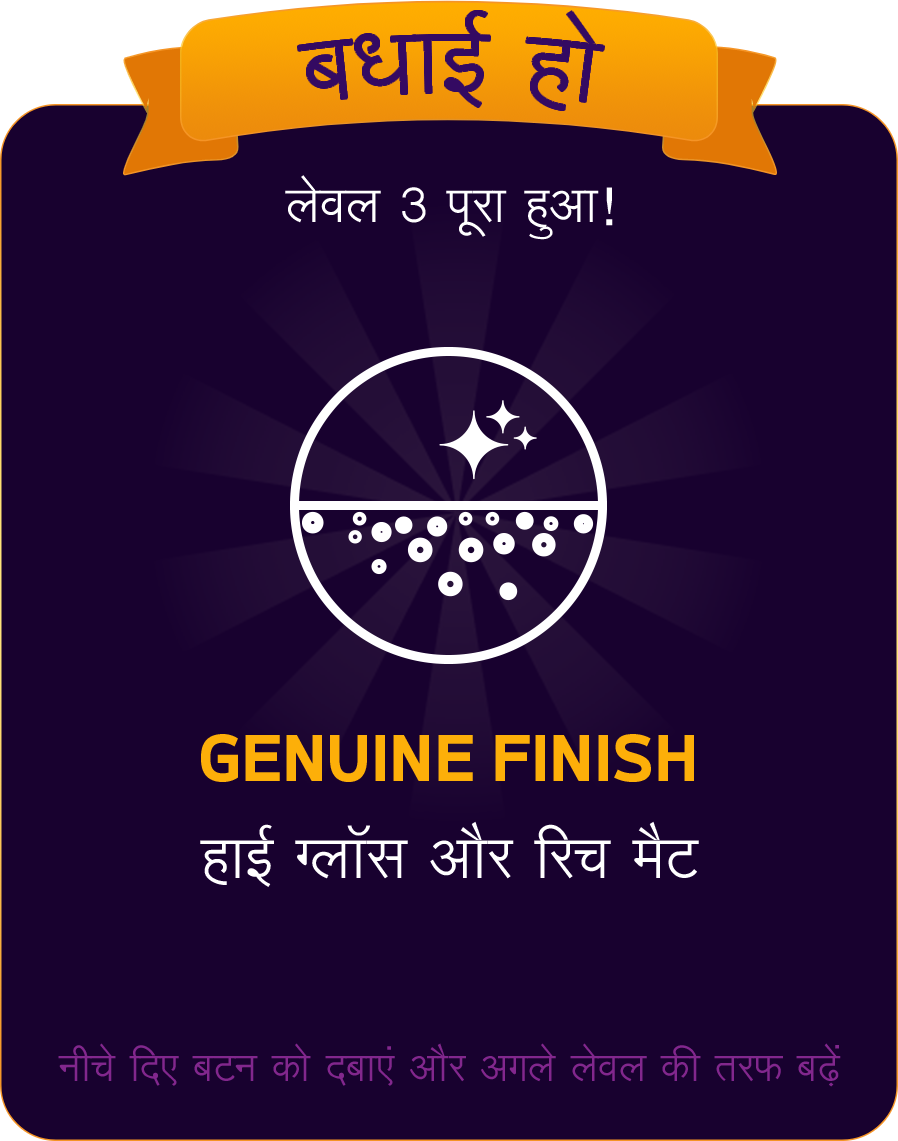 बधाई हो
लेवल 3 पूरा हुआ!
GENUINE FINISH
हाई ग्लॉस और रिच मैट
नीचे दिए बटन को दबाएं और अगले लेवल की तरफ बढ़ें